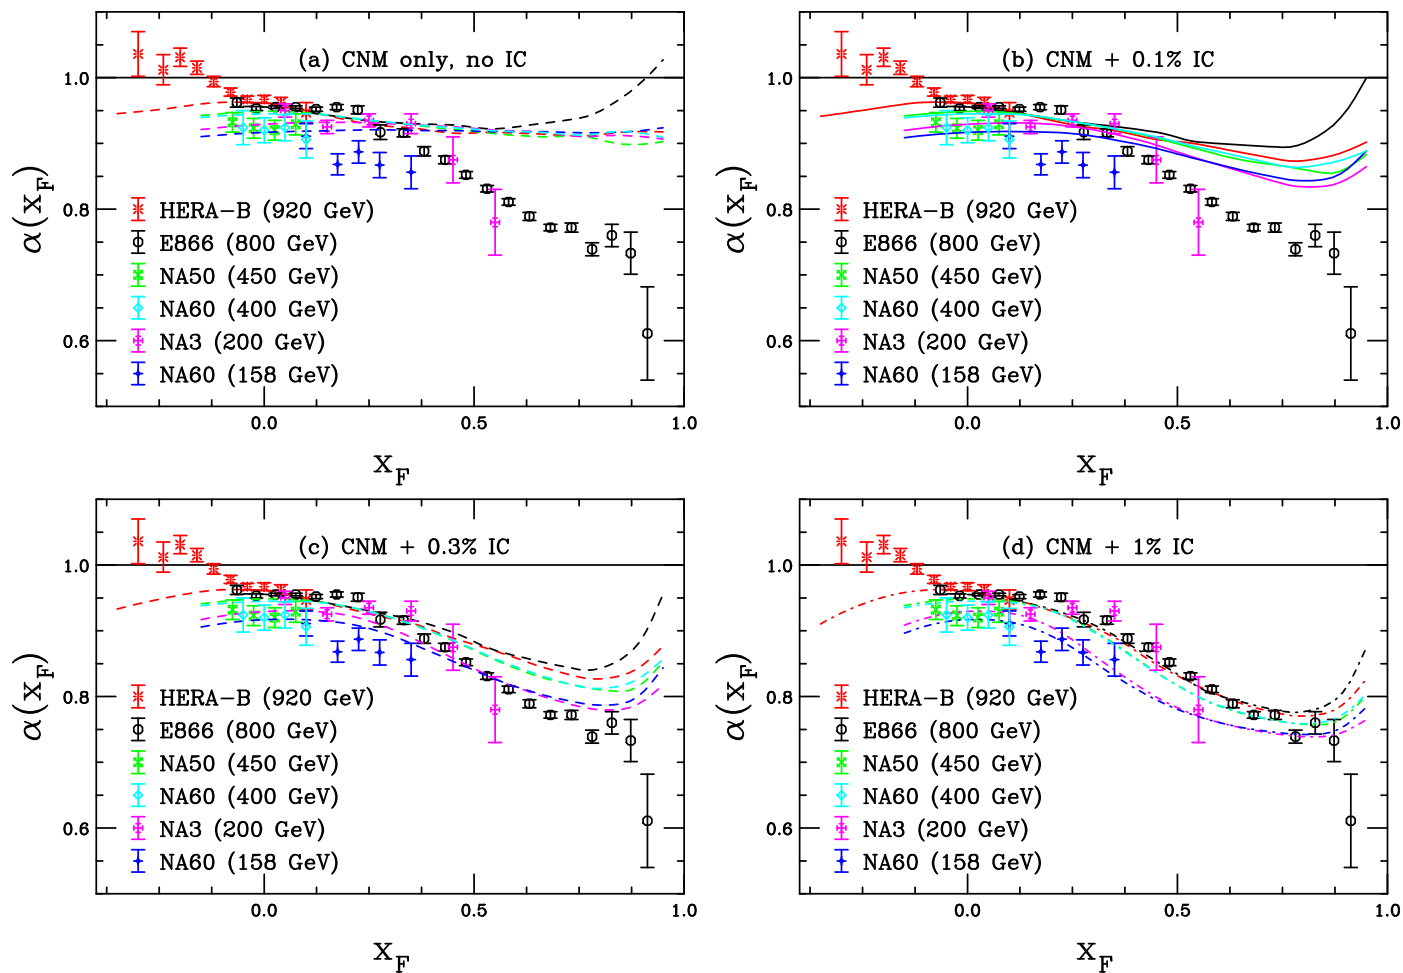 (a) CNM only, no IC
1.0
0.8
0.6
α(x_F)
HERA-B (920 GeV)
E866 (800 GeV)
NA50 (450 GeV)
NA60 (400 GeV)
NA3 (200 GeV)
NA60 (158 GeV)
0.0 0.5 1.0
x_F
(b) CNM + 0.1% IC
1.0
0.8
0.6
α(x_F)
HERA-B (920 GeV)
E866 (800 GeV)
NA50 (450 GeV)
NA60 (400 GeV)
NA3 (200 GeV)
NA60 (158 GeV)
0.0 0.5 1.0
x_F
(c) CNM + 0.3% IC
1.0
0.8
0.6
α(x_F)
HERA-B (920 GeV)
E866 (800 GeV)
NA50 (450 GeV)
NA60 (400 GeV)
NA3 (200 GeV)
NA60 (158 GeV)
0.0 0.5 1.0
x_F
(d) CNM + 1% IC
1.0
0.8
0.6
α(x_F)
HERA-B (920 GeV)
E866 (800 GeV)
NA50 (450 GeV)
NA60 (400 GeV)
NA3 (200 GeV)
NA60 (158 GeV)
0.0 0.5 1.0
x_F